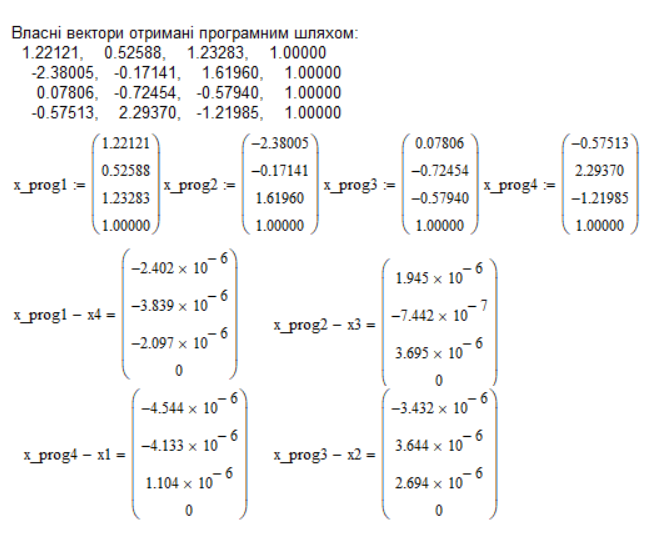 Власні вектори отримані програмним шляхом:
1.22121, 0.52588, 1.23283, 1.00000
-2.38005, -0.17141, 1.61960, 1.00000
0.07806, -0.72454, -0.57940, 1.00000
-0.57513, 2.29370, -1.21985, 1.00000
x_prog1 := (1.22121 0.52588 1.23283 1.00000) x_prog2 := (−2.38005 −0.17141 1.61960 1.00000) x_prog3 := (0.07806 −0.72454 −0.57940 1.00000) x_prog4 := (−0.57513 2.29370 −1.21985 1.00000)
x_prog1 − x4 = (−2.402 × 10^−6 −3.839 × 10^−6 −2.097 × 10^−6 0) x_prog2 − x3 = (1.945 × 10^−6 −7.442 × 10^−7 3.695 × 10^−6 0)
x_prog4 − x1 = (−4.544 × 10^−6 −4.133 × 10^−6 1.104 × 10^−6 0) x_prog3 − x2 = (−3.432 × 10^−6 3.644 × 10^−6 2.694 × 10^−6 0)